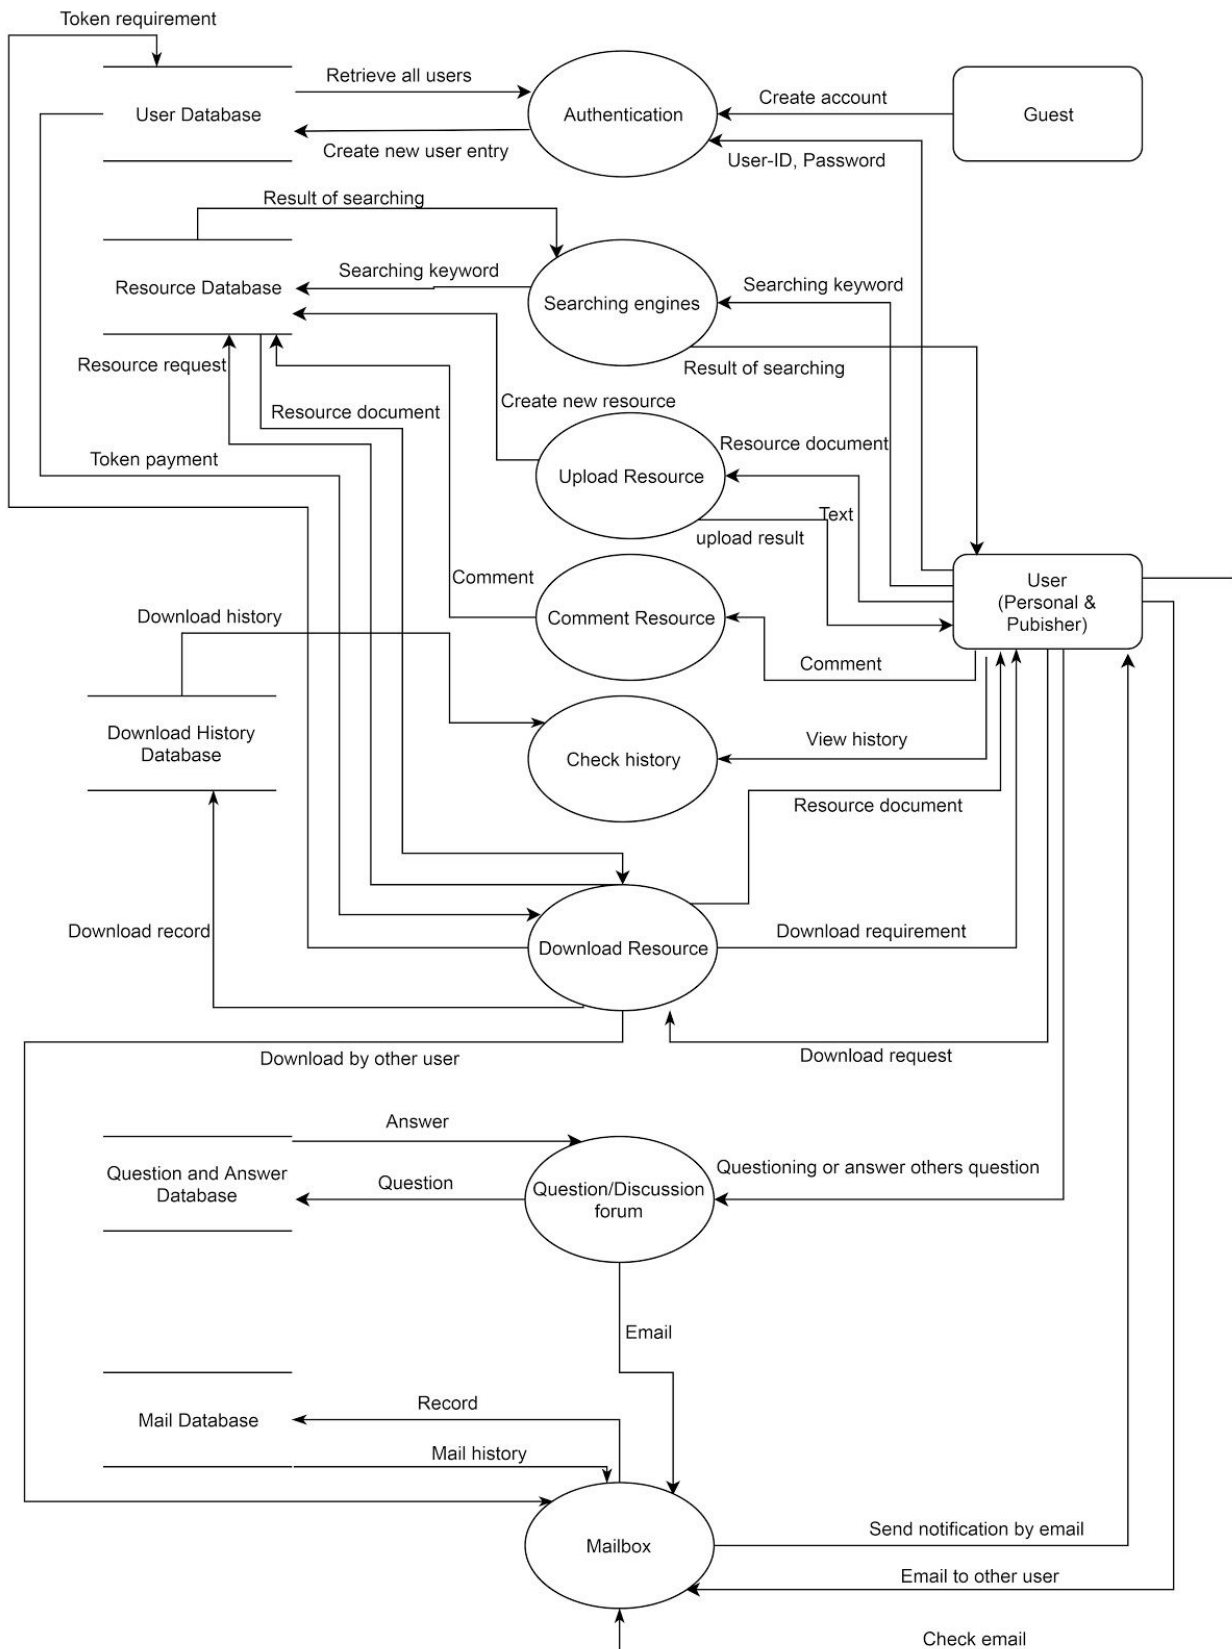 Token requirement
Retrieve all users
User Database
Authentication
Create account
Guest
Create new user entry
User-ID, Password
Result of searching
Searching keyword
Resource Database
Searching engines
Searching keyword
Resource request
Result of searching
Resource document
Create new resource
Token payment
Upload Resource
Resource document
Text
upload result
Comment
User
(Personal &
Pubisher)
Download history
Comment Resource
Comment
Download History
Database
Check history
View history
Resource document
Download record
Download Resource
Download requirement
Download by other user
Download request
Answer
Question and Answer
Database
Question
Question/Discussion
forum
Questioning or answer others question
Email
Mail Database
Record
Mail history
Mailbox
Send notification by email
Email to other user
Check email